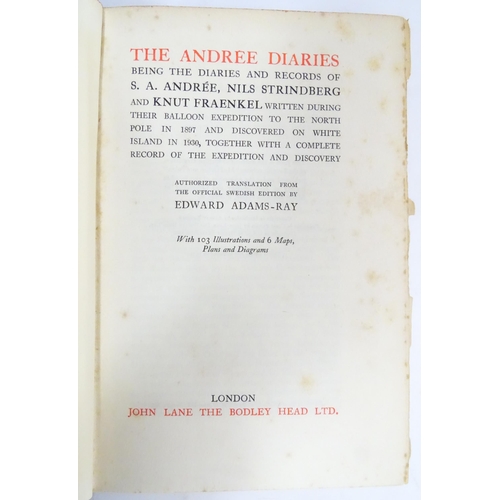 THE ANDREE DIARIES
BEING THE DIARIES AND RECORDS OF
S. A. ANDRÉE, NILS STRINDBERG
AND KNUT FRAENKEL WRITTEN DURING
THEIR BALLOON EXPEDITION TO THE NORTH
POLE IN 1897 AND DISCOVERED ON WHITE
ISLAND IN 1930, TOGETHER WITH A COMPLETE
RECORD OF THE EXPEDITION AND DISCOVERY
AUTHORIZED TRANSLATION FROM
THE OFFICIAL SWEDISH EDITION BY
EDWARD ADAMS-RAY
With 103 Illustrations and 6 Maps,
Plans and Diagrams
LONDON
JOHN LANE THE BODLEY HEAD LTD.